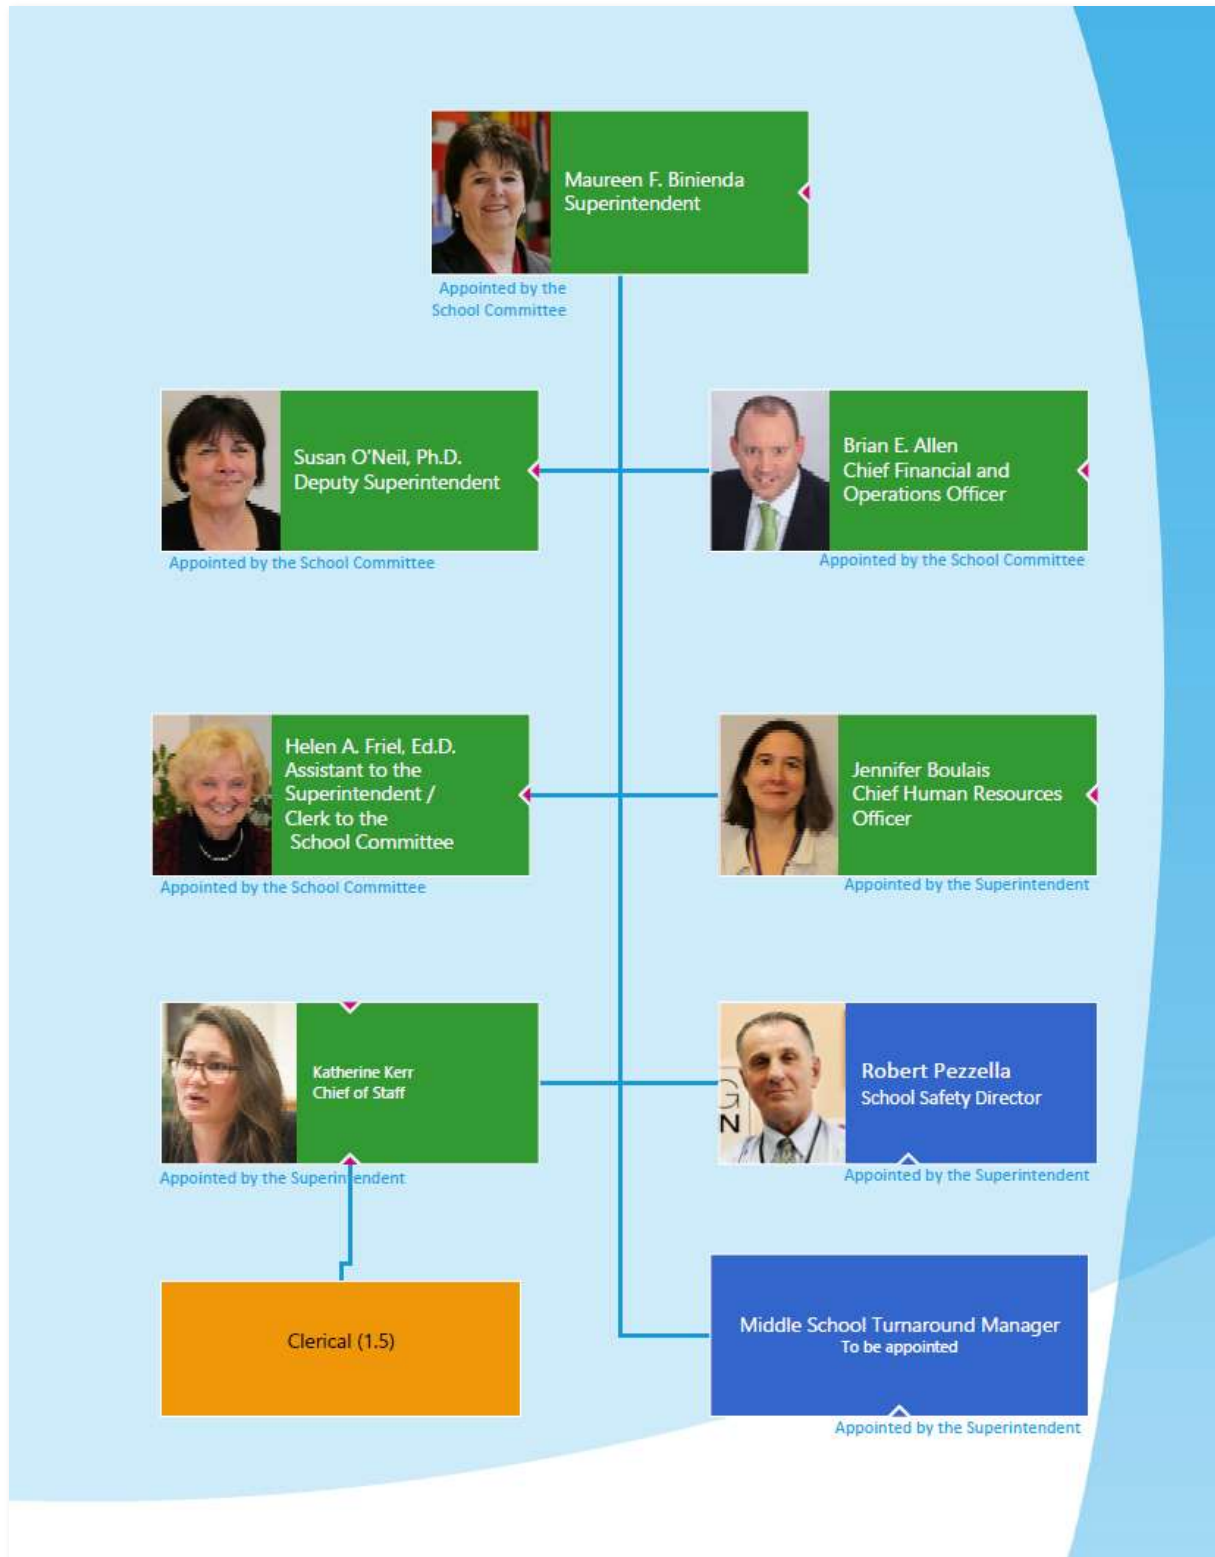 Maureen F. Binienda
Superintendent
Appointed by the
School Committee
Susan O'Neil, Ph.D.
Deputy Superintendent
Appointed by the School Committee
Brian E. Allen
Chief Financial and
Operations Officer
Appointed by the School Committee
Helen A. Friel, Ed.D.
Assistant to the
Superintendent /
Clerk to the
School Committee
Appointed by the School Committee
Jennifer Boulais
Chief Human Resources
Officer
Appointed by the Superintendent
Katherine Kerr
Chief of Staff
Appointed by the Superintendent
G
N
Robert Pezzella
School Safety Director
Appointed by the Superintendent
Clerical (1.5)
Middle School Turnaround Manager
To be appointed
Appointed by the Superintendent